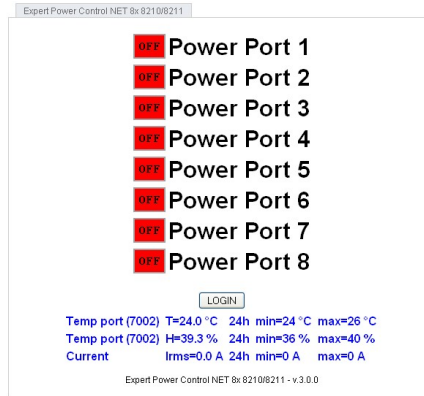 Expert Power Control NET 8x 8210/8211
OFF Power Port 1
OFF Power Port 2
OFF Power Port 3
OFF Power Port 4
OFF Power Port 5
OFF Power Port 6
OFF Power Port 7
OFF Power Port 8
LOGIN
Temp port (7002) T=24.0 °C 24h min=24 °C max=26 °C
Temp port (7002) H=39.3 % 24h min=36 % max=40 %
Current Irms=0.0 A 24h min=0 A max=0 A
Expert Power Control NET 8x 8210/8211 - v.3.0.0